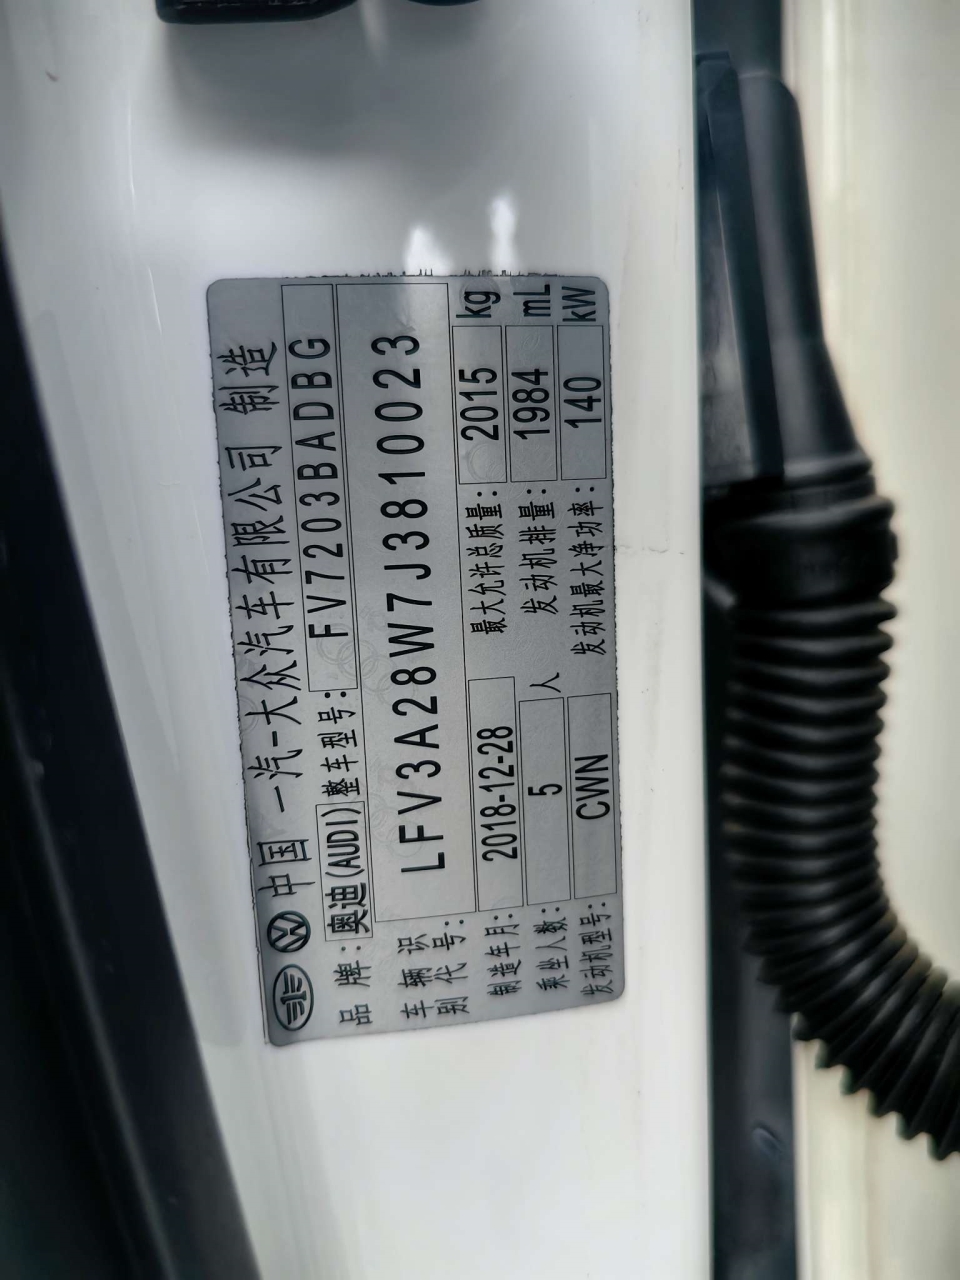 中国 一汽-大众汽车有限公司 制造
品牌: 奥迪(AUDI) 整车型号: FV7203BADBG
车辆识别代号: LFV3A28W7J3810023
制造年月: 2018-12-28 最大允许总质量: 2015 kg
乘坐人数: 5 人 发动机排量: 1984 mL
发动机型号: CWN 发动机最大净功率: 140 kW